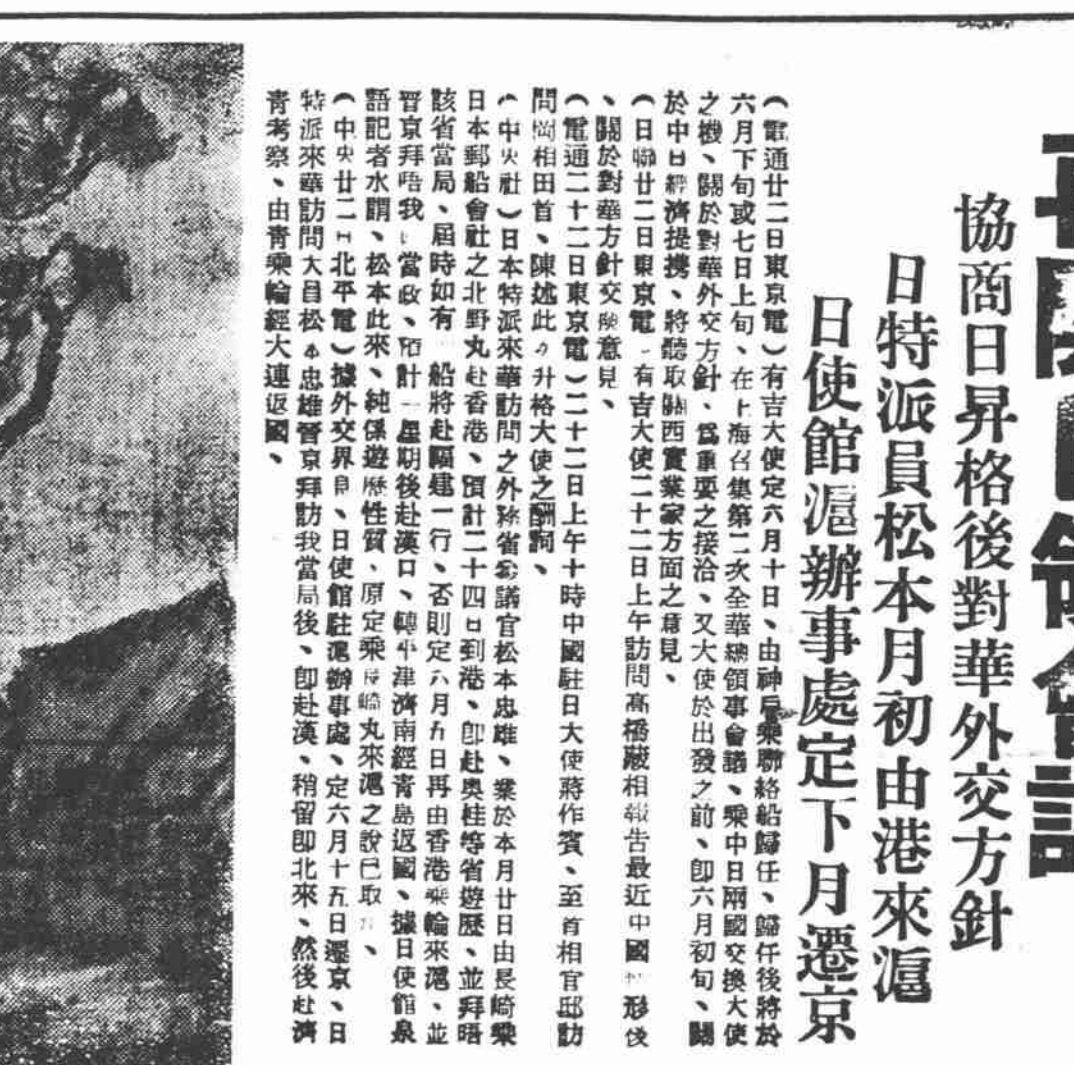 協商日昇格後對華外交方針
日特派員松本月初由港來滬
日使館滬辦事處定下月遷京
（電通廿二日東京電）有吉大使定六月十日、由神戶乘聯絡船歸任、歸任後將於
六月下旬或七日上旬、在上海召集第二次全華總領事會議、乘中日兩國交換大使
之機、關於對華外交方針、爲重要之接洽、又大使於出發之前、卽六月初旬、關
於中日經濟提携、將聽取關西實業家方面之意見、
（日聯廿二日東京電 有吉大使二十二日上午訪問高橋藏相報告最近中國 形後
、關於對華方針交換意見、
（電通二十二日東京電）二十二日上午十時中國駐日大使蔣作賓、至首相官邸訪
問岡相田首、陳述此 升格大使之酬詞、
（中央社）日本特派來華訪問之外務省參議官松本忠雄、業於本月廿日由長崎乘
日本郵船會社之北野丸赴香港、預計二十四日到港、卽赴奥桂等省遊歷、並拜晤
該省當局、屆時如有 船將赴福建一行、否則定六月五日再由香港乘輪來滬、並
晋京拜晤我 當政、預計一星期後赴漢口、轉平津濟南經青島返國、據日使館泉
語記者 謂、松本此來、純係遊歷性質、原定乘長崎丸來滬之說已取 、
（中央廿二日北平電）據外交界息、日使館駐滬辦事處、定六月十五日遷京、日
特派來華訪問大員松本忠雄晋京拜訪我當局後、卽赴漢、稍留卽北來、然後赴濟
青考察、由青乘輪經大連返國、